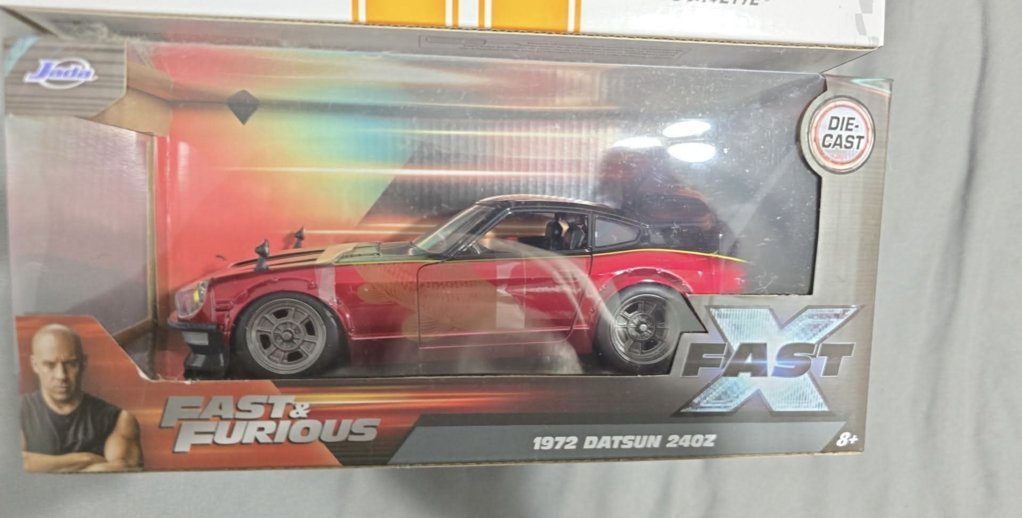 Jada
DIE-
CAST
FAST X
FAST&
FURIOUS
1972 DATSUN 240Z
8+